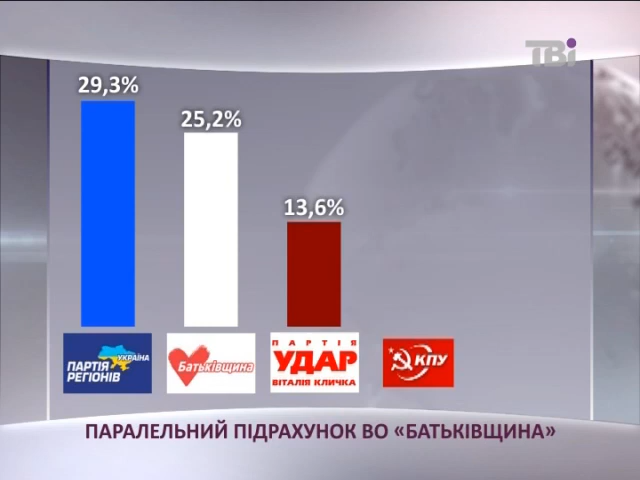 ТВі
29,3%
25,2%
13,6%
УКРАЇНА
ПАРТІЯ
РЕГІОНІВ
Батьківщина
ПАРТІЯ
УДАР
ВІТАЛІЯ КЛИЧКА
КПУ
ПАРАЛЕЛЬНИЙ ПІДРАХУНОК ВО «БАТЬКІВЩИНА»